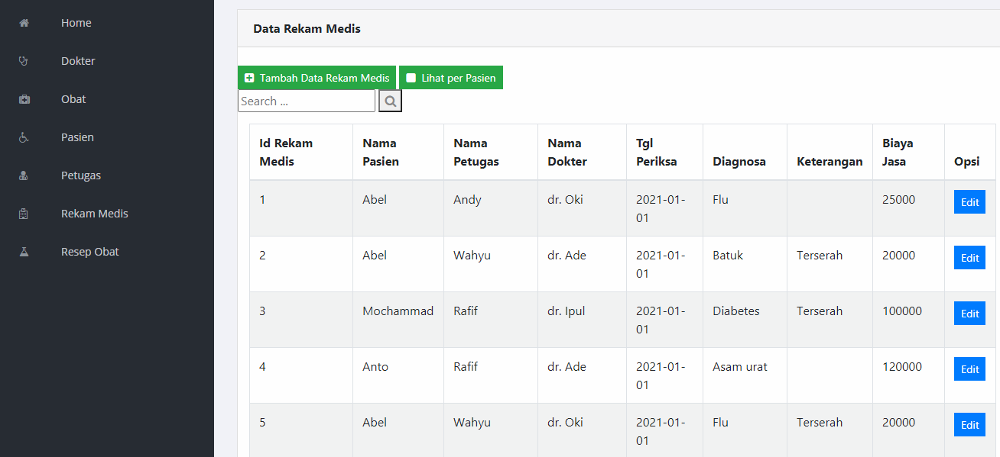 Home
Dokter
Obat
Pasien
Petugas
Rekam Medis
Resep Obat
Data Rekam Medis
Tambah Data Rekam Medis Lihat per Pasien
Search ...
Id Rekam Medis Nama Pasien Nama Petugas Nama Dokter Tgl Periksa Diagnosa Keterangan Biaya Jasa Opsi
1 Abel Andy dr. Oki 2021-01-01 Flu 25000 Edit
2 Abel Wahyu dr. Ade 2021-01-01 Batuk Terserah 20000 Edit
3 Mochammad Rafif dr. Ipul 2021-01-01 Diabetes Terserah 100000 Edit
4 Anto Rafif dr. Ade 2021-01-01 Asam urat 120000 Edit
5 Abel Wahyu dr. Oki 2021-01-01 Flu Terserah 20000 Edit